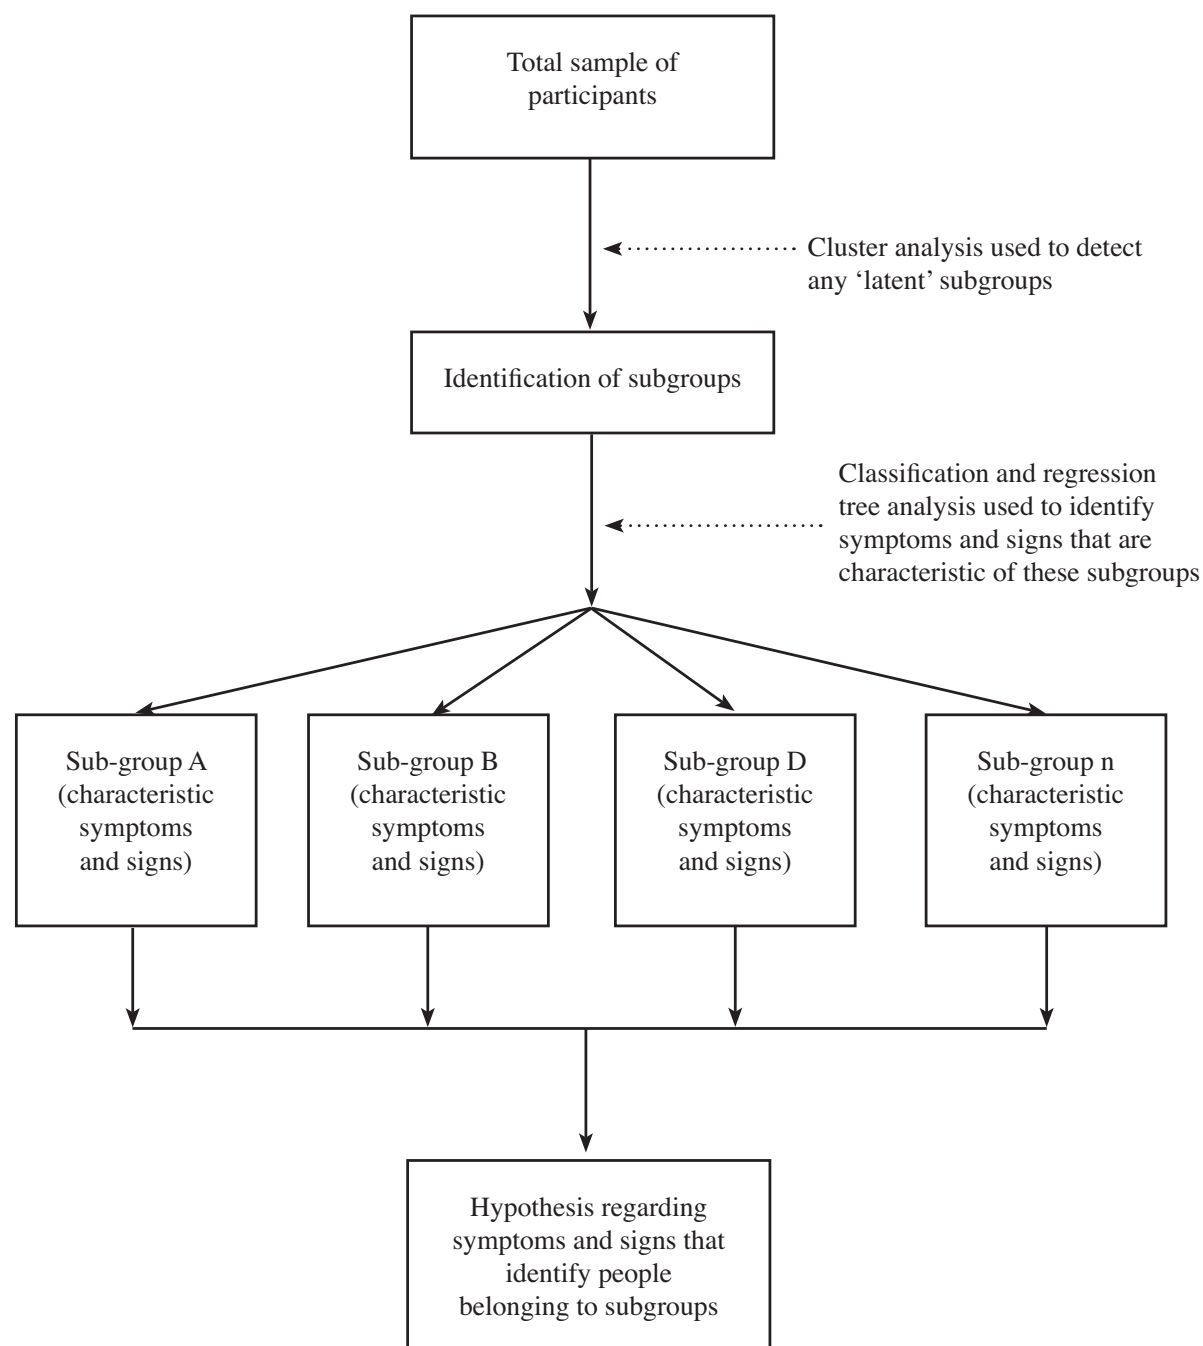 Total sample of
participants
Cluster analysis used to detect
any ‘latent’ subgroups
Identification of subgroups
Classification and regression
tree analysis used to identify
symptoms and signs that are
characteristic of these subgroups
Sub-group A
(characteristic
symptoms
and signs)
Sub-group B
(characteristic
symptoms
and signs)
Sub-group D
(characteristic
symptoms
and signs)
Sub-group n
(characteristic
symptoms
and signs)
Hypothesis regarding
symptoms and signs that
identify people
belonging to subgroups